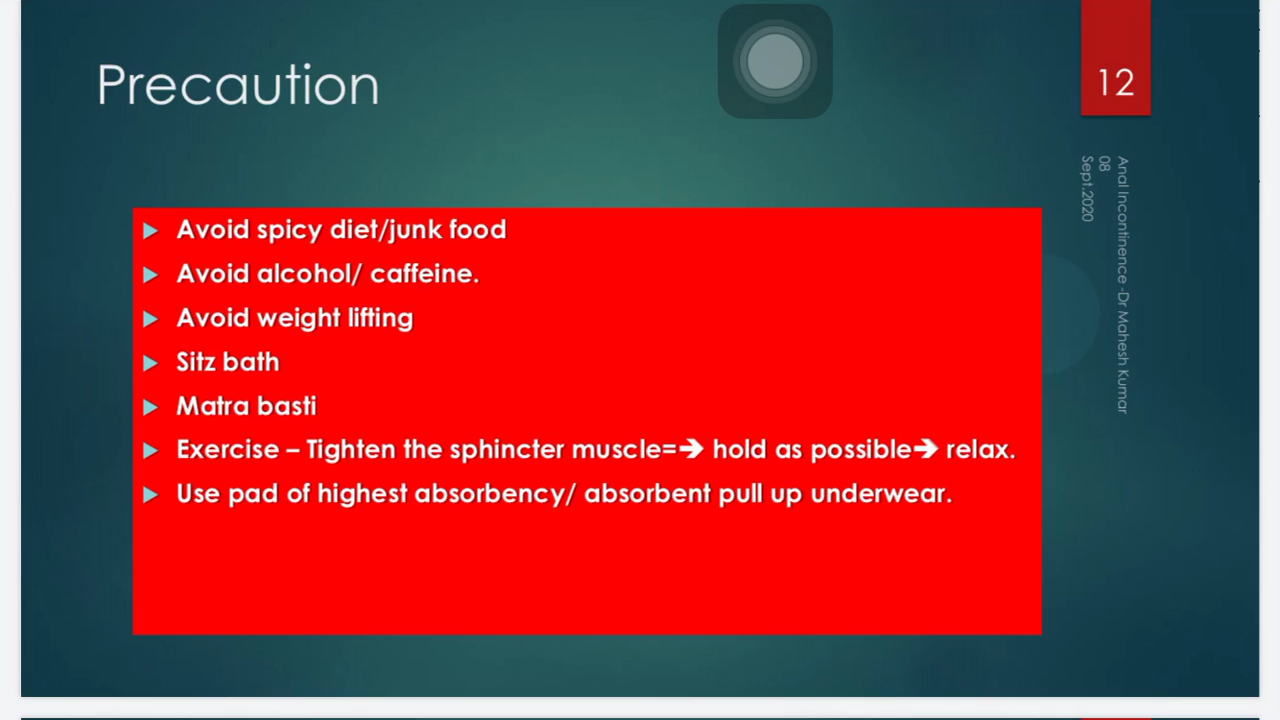 Precaution
12
Anal Incontinence -Dr Mahesh Kumar
08
Sept.2020
Avoid spicy diet/junk food
Avoid alcohol/ caffeine.
Avoid weight lifting
Sitz bath
Matra basti
Exercise – Tighten the sphincter muscle=➔ hold as possible➔ relax.
Use pad of highest absorbency/ absorbent pull up underwear.